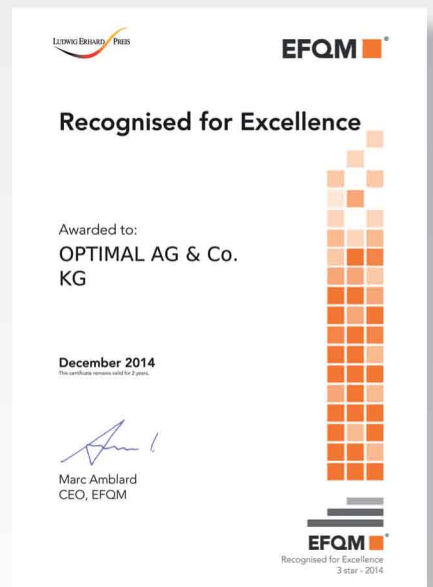 LUDWIG ERHARD PREIS
EFQM
Recognised for Excellence
Awarded to:
OPTIMAL AG & Co.
KG
December 2014
This certificate remains valid for 2 years.
Marc Amblard
CEO, EFQM
EFQM
Recognised for Excellence
3 star - 2014